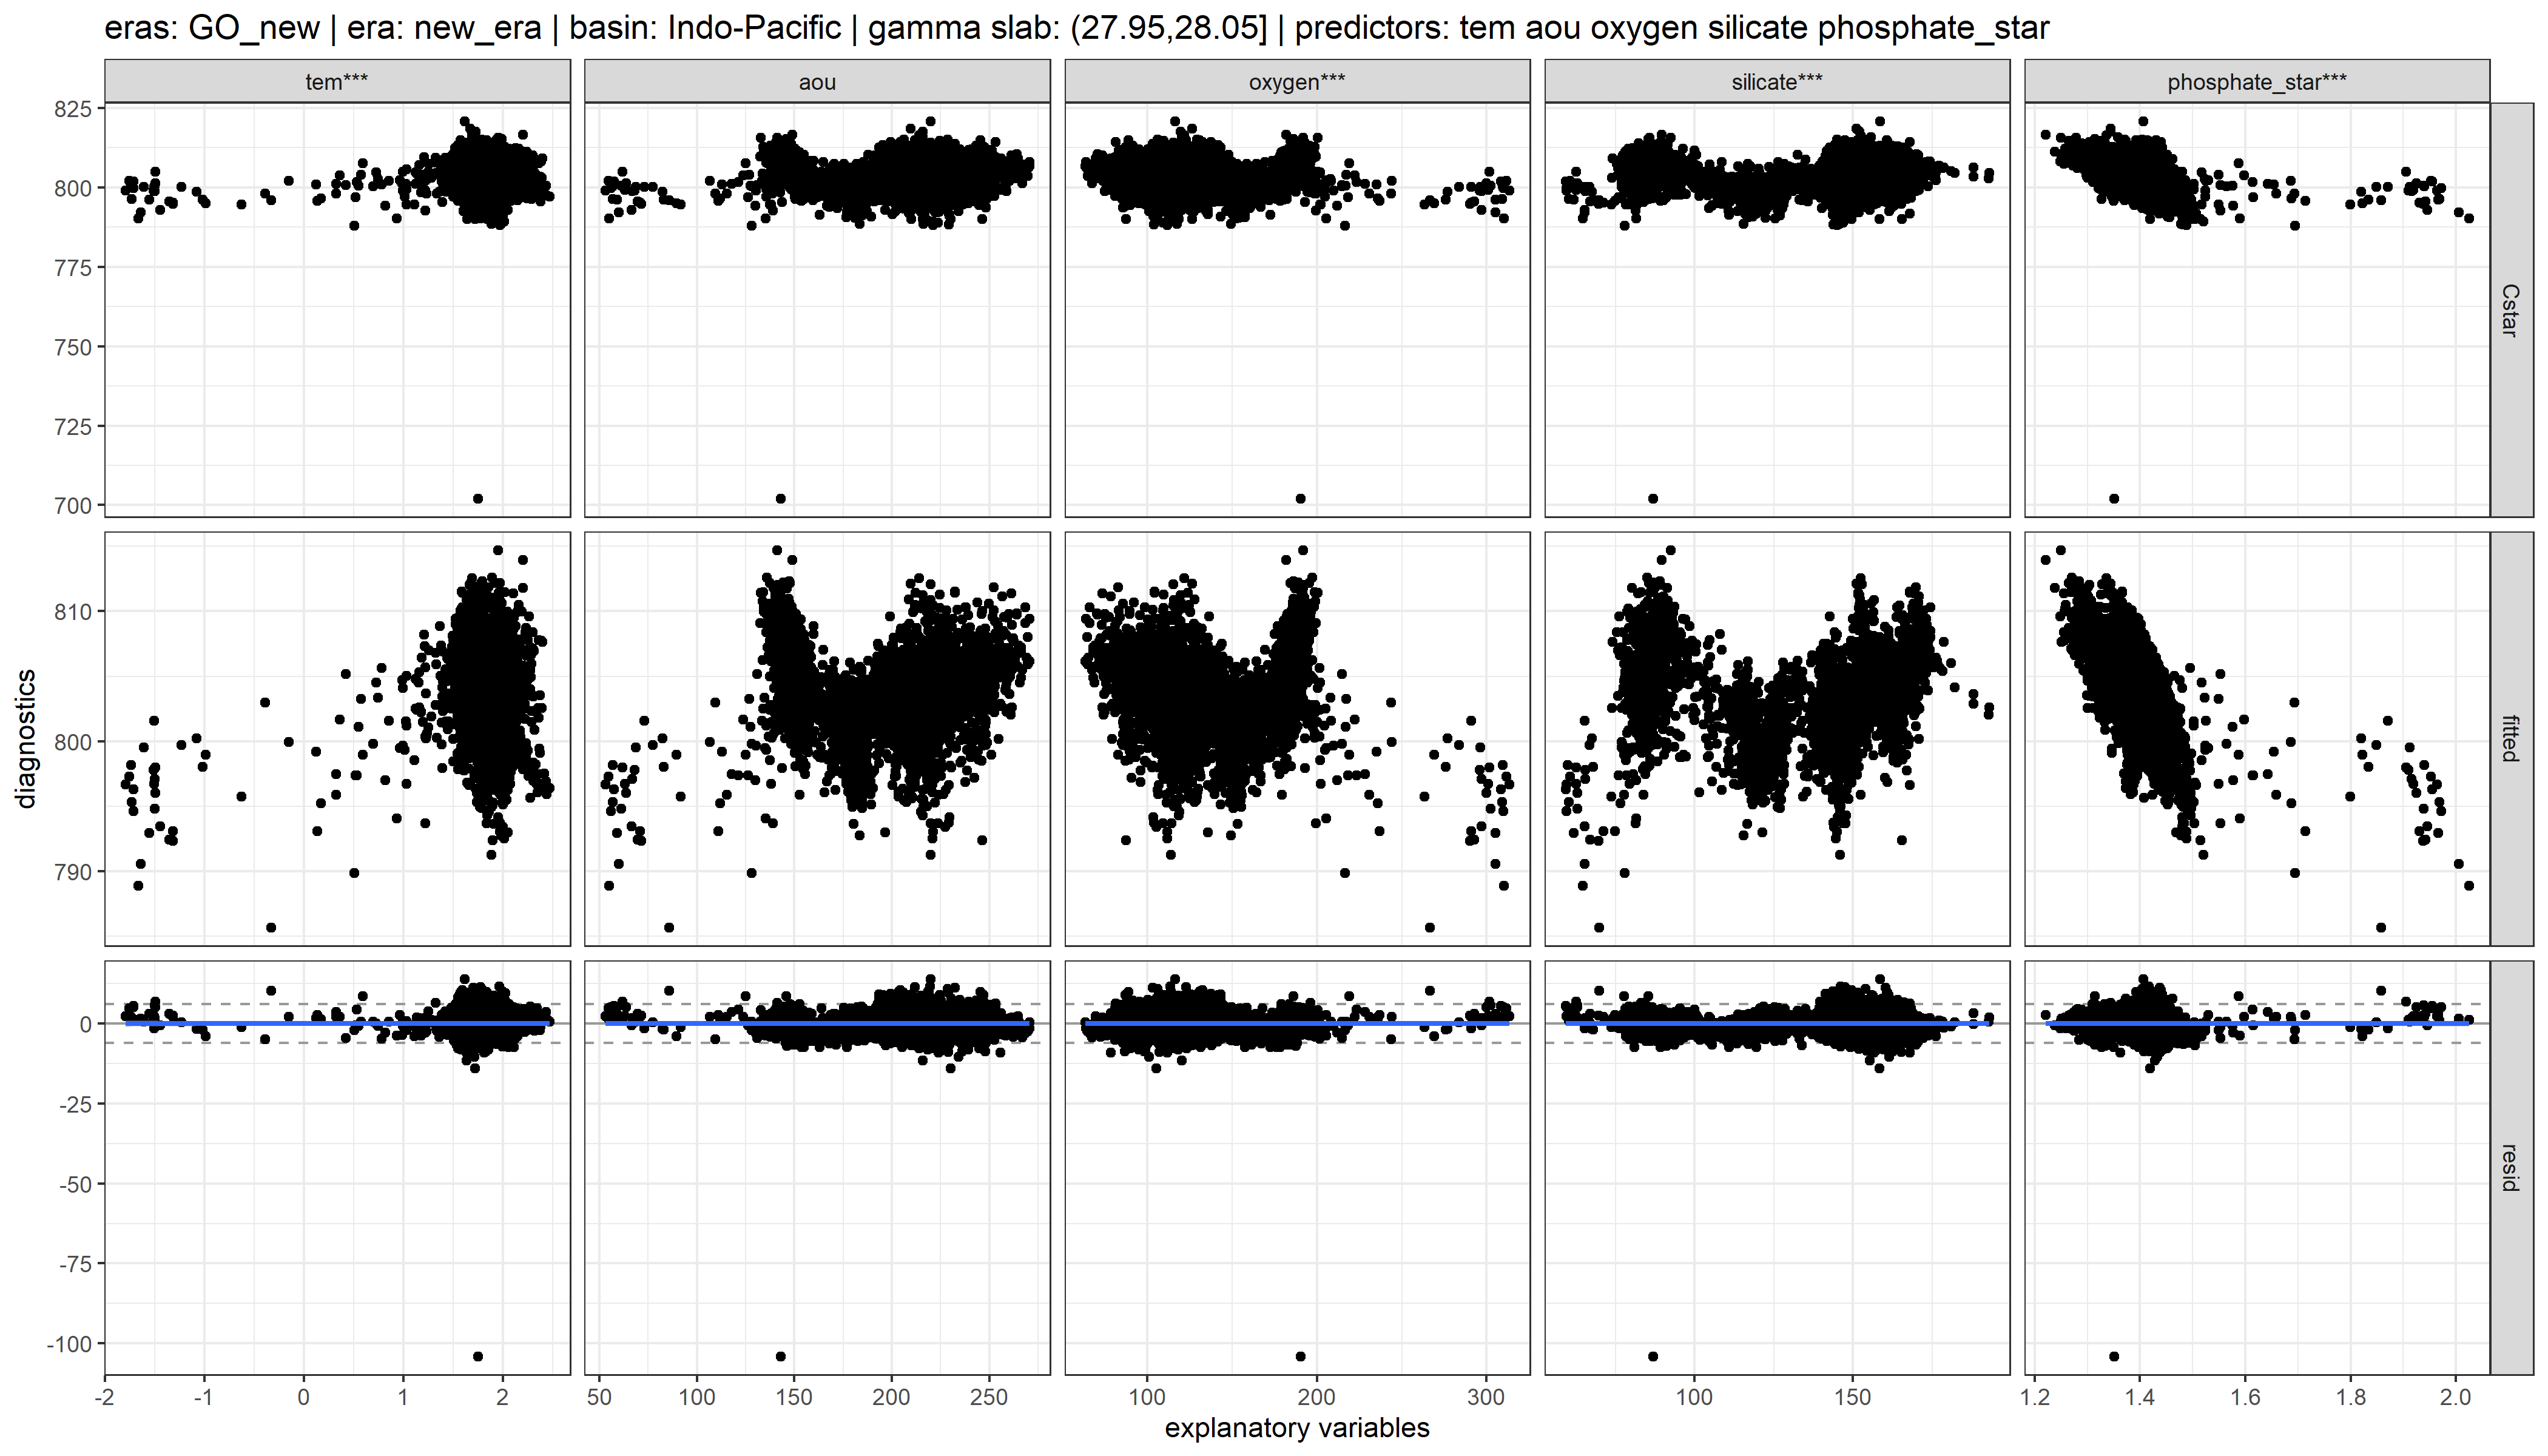 eras: GO_new | era: new_era | basin: Indo-Pacific | gamma slab: (27.95,28.05] | predictors: tem aou oxygen silicate phosphate_star
tem***
aou
oxygen***
silicate***
phosphate_star***
825
800
775
750
725
700
Cstar
810
800
790
fitted
diagnostics
0
-25
-50
-75
-100
resid
-2 -1 0 1 2
50 100 150 200 250
100 200 300
100 150
1.2 1.4 1.6 1.8 2.0
explanatory variables